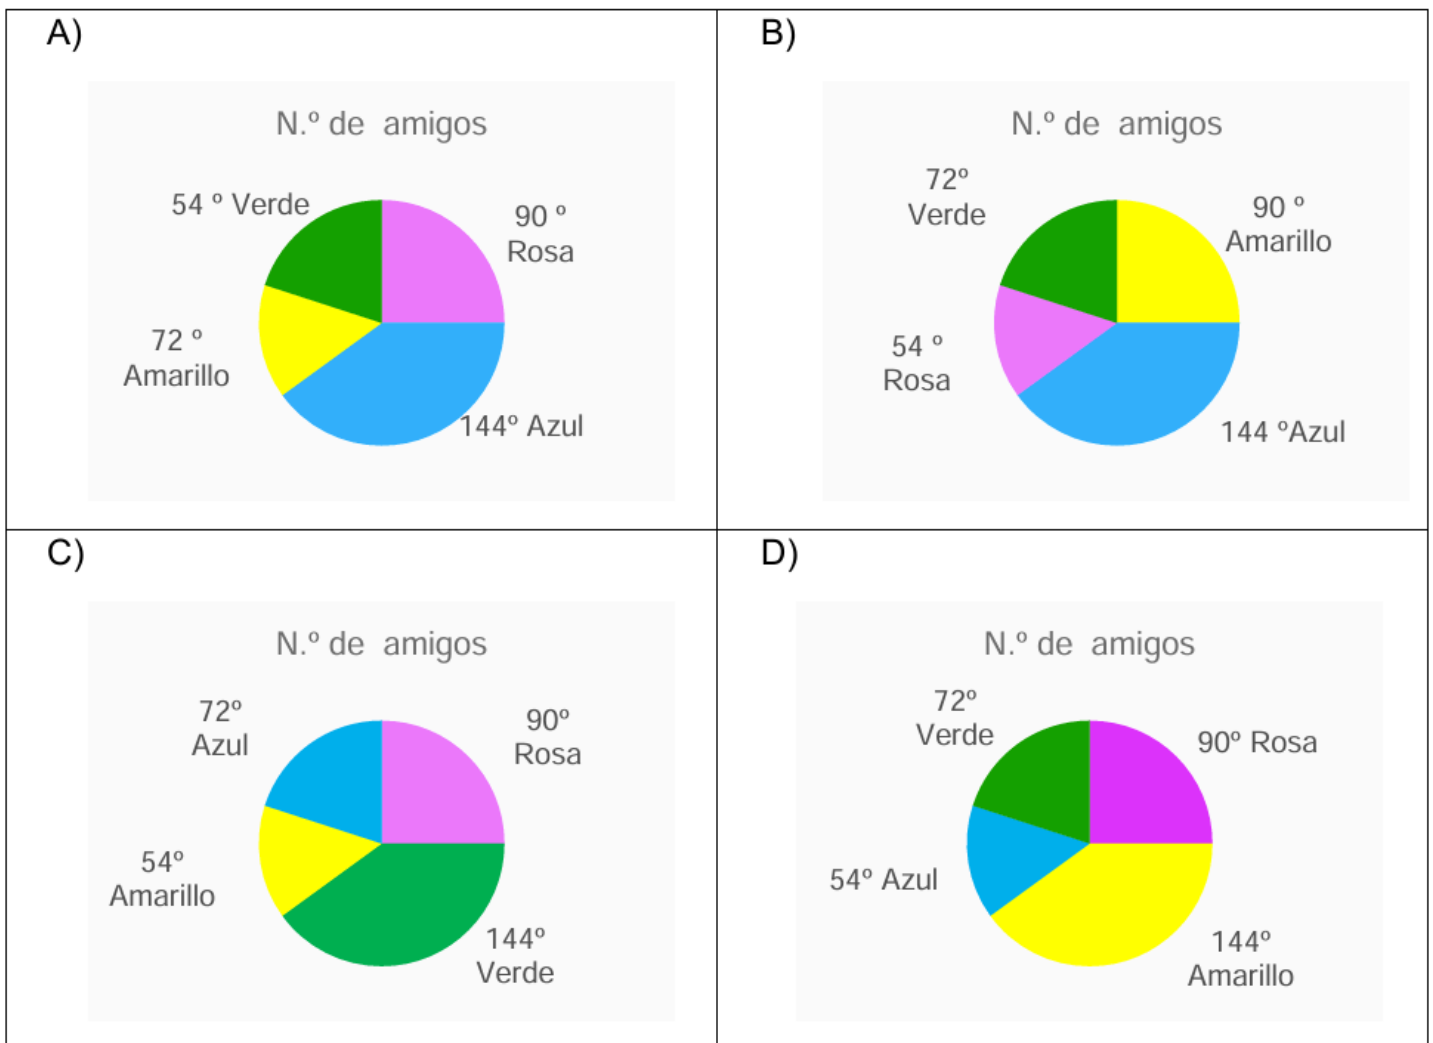 A)
N.º de amigos
54 º Verde
90 º
Rosa
72 º
Amarillo
144º Azul
B)
N.º de amigos
72º
Verde
90 º
Amarillo
54 º
Rosa
144 ºAzul
C)
N.º de amigos
72º
Azul
90º
Rosa
54º
Amarillo
144º
Verde
D)
N.º de amigos
72º
Verde
90º Rosa
54º Azul
144º
Amarillo